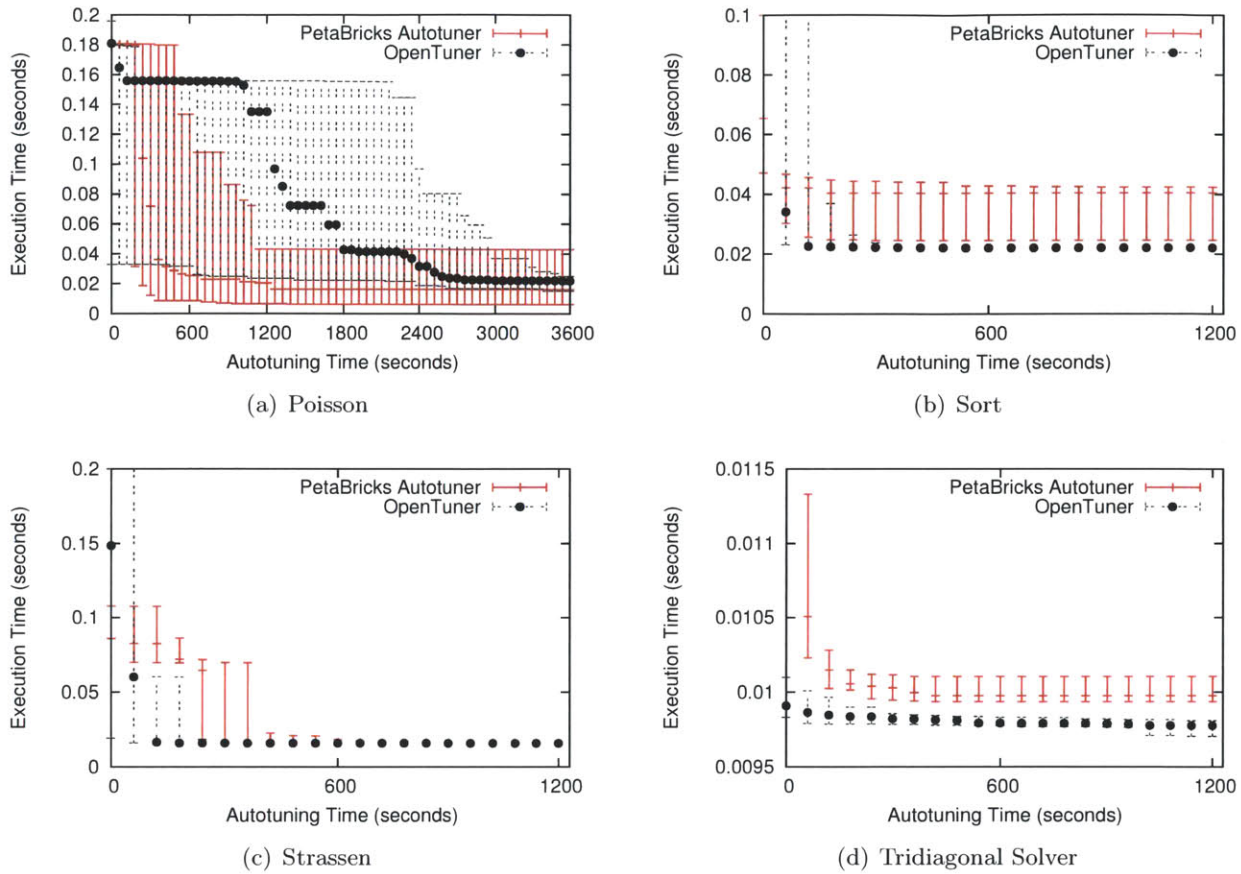 PetaBricks Autotuner
OpenTuner
Execution Time (seconds)
0.2
0.18
0.16
0.14
0.12
0.1
0.08
0.06
0.04
0.02
0
0 600 1200 1800 2400 3000 3600
Autotuning Time (seconds)
(a) Poisson
PetaBricks Autotuner
OpenTuner
Execution Time (seconds)
0.1
0.08
0.06
0.04
0.02
0
0 600 1200
Autotuning Time (seconds)
(b) Sort
PetaBricks Autotuner
OpenTuner
Execution Time (seconds)
0.2
0.15
0.1
0.05
0
0 600 1200
Autotuning Time (seconds)
(c) Strassen
PetaBricks Autotuner
OpenTuner
Execution Time (seconds)
0.0115
0.011
0.0105
0.01
0.0095
0 600 1200
Autotuning Time (seconds)
(d) Tridiagonal Solver